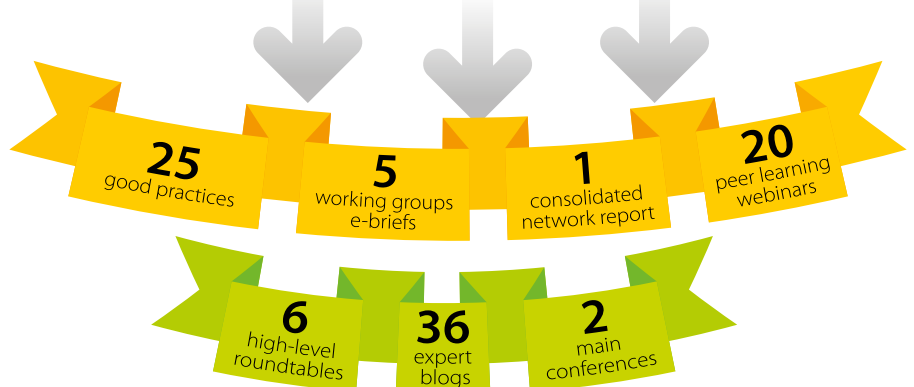 25
good practices
5
working groups
e-briefs
1
consolidated
network report
20
peer learning
webinars
6
high-level
roundtables
36
expert
blogs
2
main
conferences